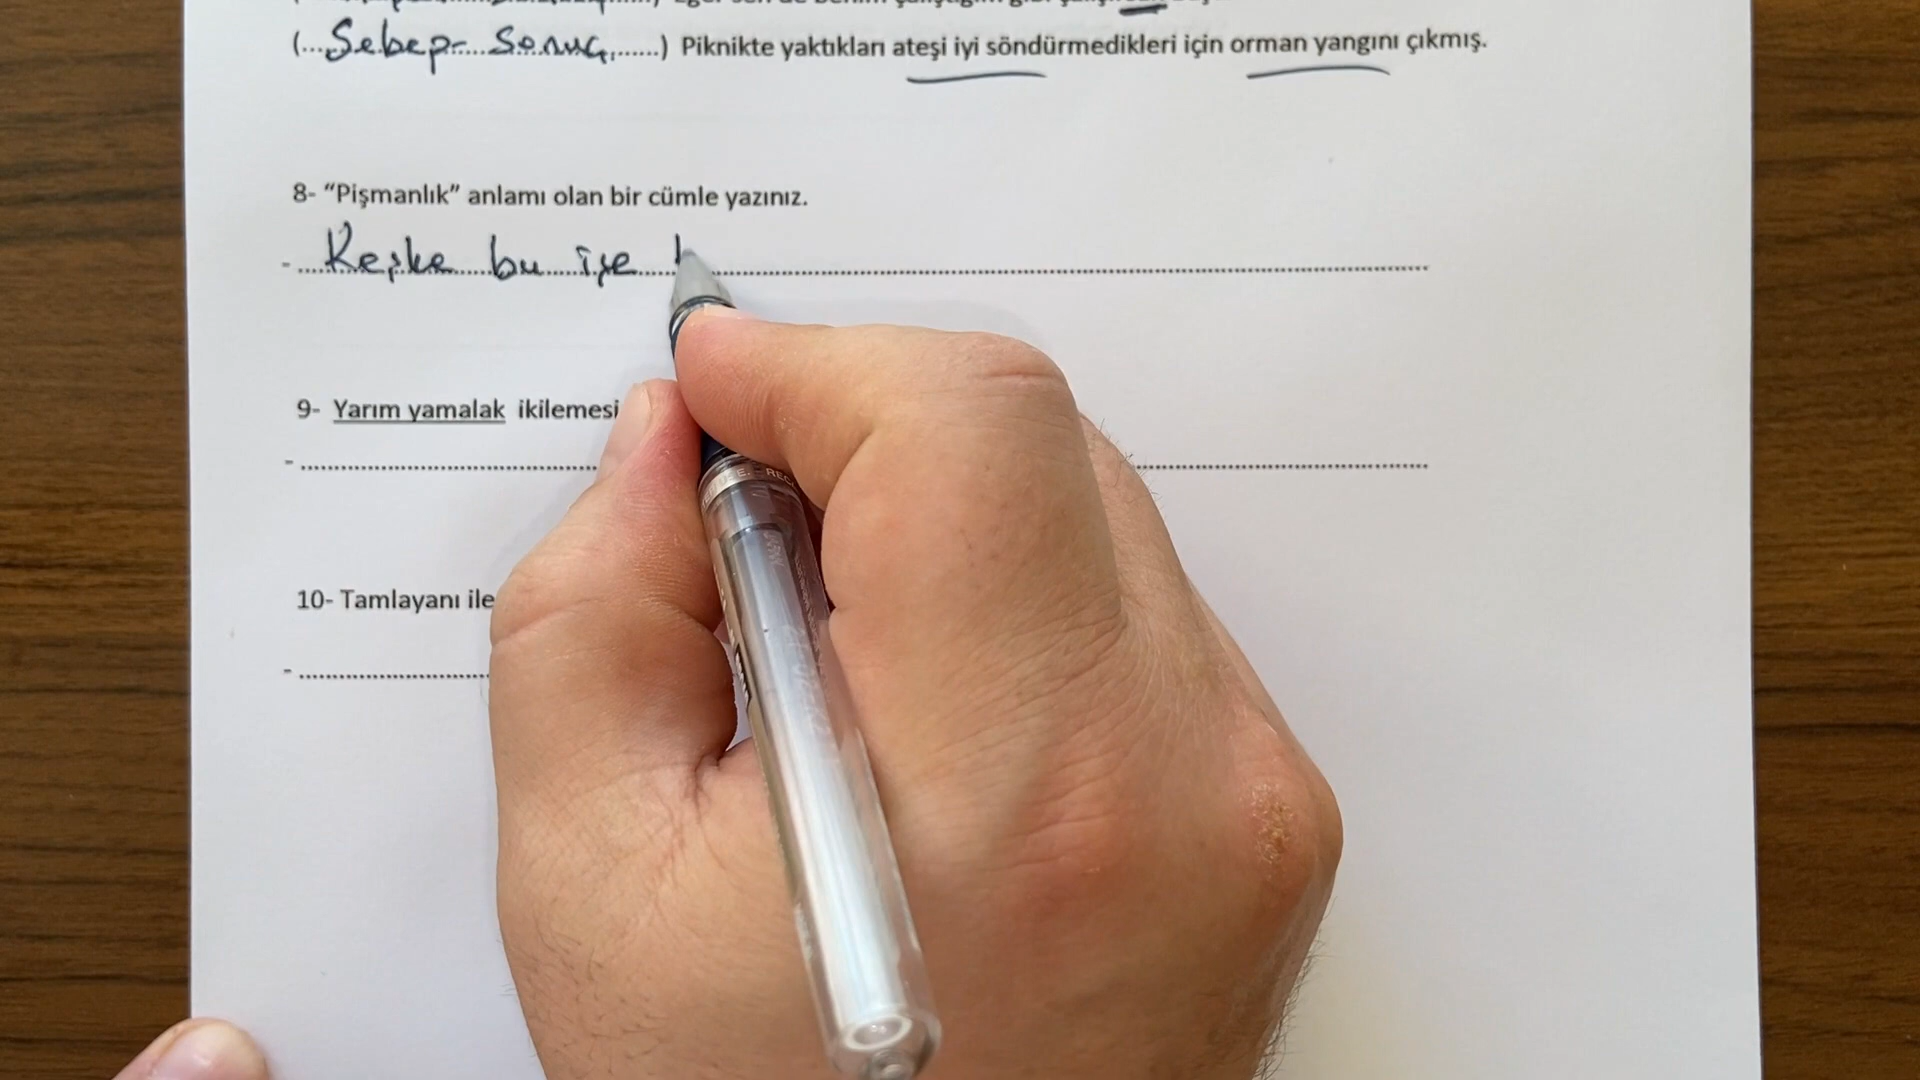 (...Sebep-....Sonuç.......) Piknikte yaktıkları ateşi iyi söndürmedikleri için orman yangını çıkmış.
8- “Pişmanlık” anlamı olan bir cümle yazınız.
- Keşke bu işe
9- Yarım yamalak ikilemesi
10- Tamlayanı ile